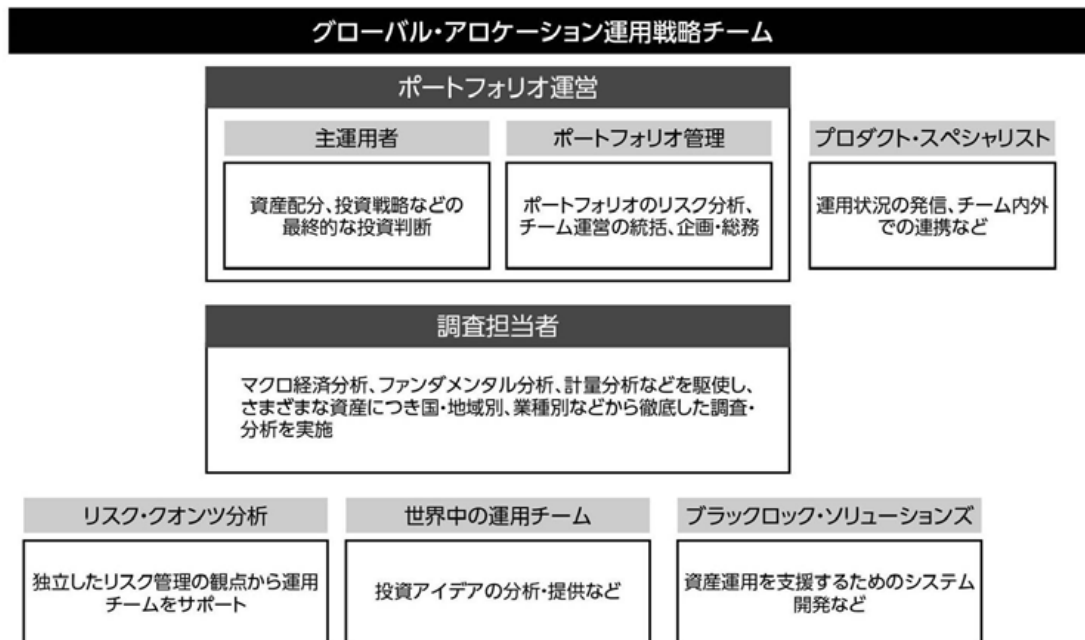 グローバル・アロケーション運用戦略チーム
ポートフォリオ運営
主運用者
資産配分、投資戦略などの
最終的な投資判断
ポートフォリオ管理
ポートフォリオのリスク分析、
チーム運営の統括、企画・総務
プロダクト・スペシャリスト
運用状況の発信、チーム内外
での連携など
調査担当者
マクロ経済分析、ファンダメンタル分析、計量分析などを駆使し、
さまざまな資産につき国・地域別、業種別などから徹底した調査・
分析を実施
リスク・クオンツ分析
独立したリスク管理の観点から運用
チームをサポート
世界中の運用チーム
投資アイデアの分析・提供など
ブラックロック・ソリューションズ
資産運用を支援するためのシステム
開発など